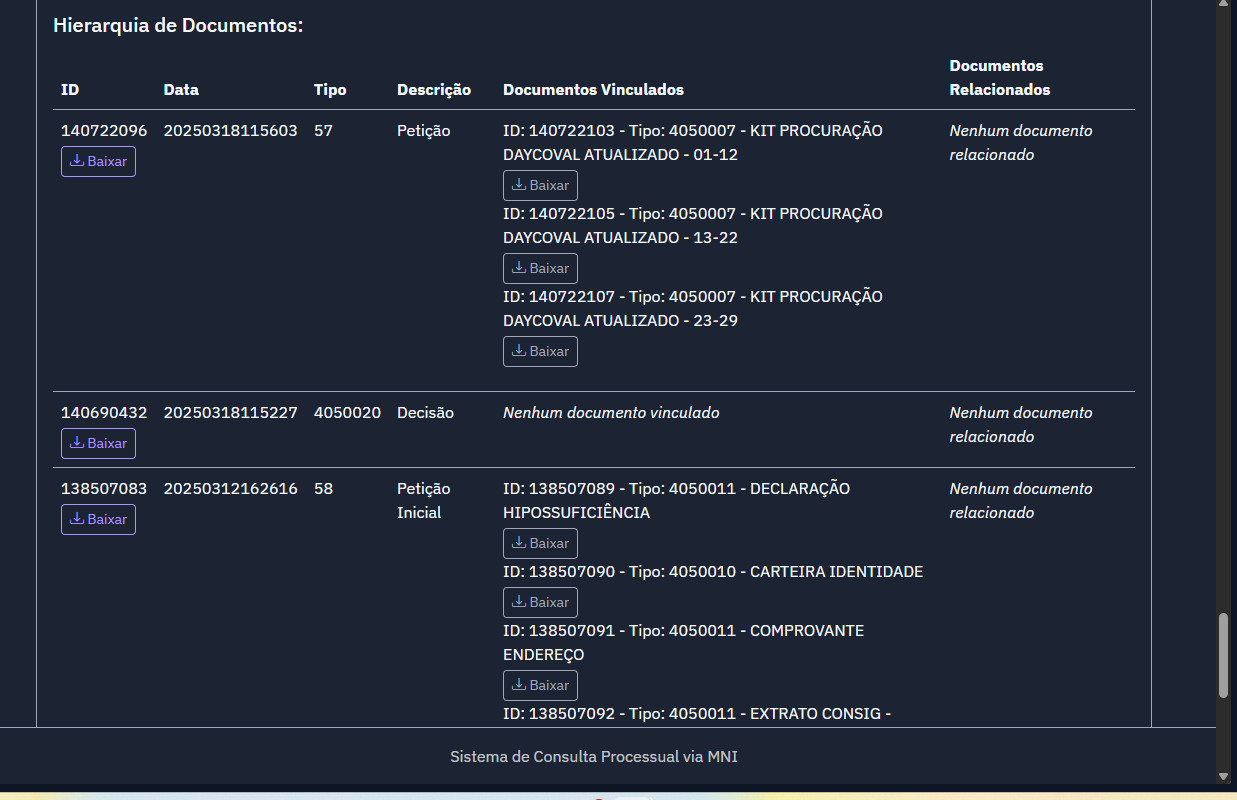 Hierarquia de Documentos:
ID Data Tipo Descrição Documentos Vinculados Documentos Relacionados
140722096 20250318115603 57 Petição ID: 140722103 - Tipo: 4050007 - KIT PROCURAÇÃO Nenhum documento
DAYCOVAL ATUALIZADO - 01-12 relacionado
Baixar
Baixar
ID: 140722105 - Tipo: 4050007 - KIT PROCURAÇÃO
DAYCOVAL ATUALIZADO - 13-22
Baixar
ID: 140722107 - Tipo: 4050007 - KIT PROCURAÇÃO
DAYCOVAL ATUALIZADO - 23-29
Baixar
140690432 20250318115227 4050020 Decisão Nenhum documento vinculado Nenhum documento
relacionado
Baixar
138507083 20250312162616 58 Petição ID: 138507089 - Tipo: 4050011 - DECLARAÇÃO Nenhum documento
Inicial HIPOSSUFICIÊNCIA relacionado
Baixar
Baixar
ID: 138507090 - Tipo: 4050010 - CARTEIRA IDENTIDADE
Baixar
ID: 138507091 - Tipo: 4050011 - COMPROVANTE
ENDEREÇO
Baixar
ID: 138507092 - Tipo: 4050011 - EXTRATO CONSIG -
Sistema de Consulta Processual via MNI